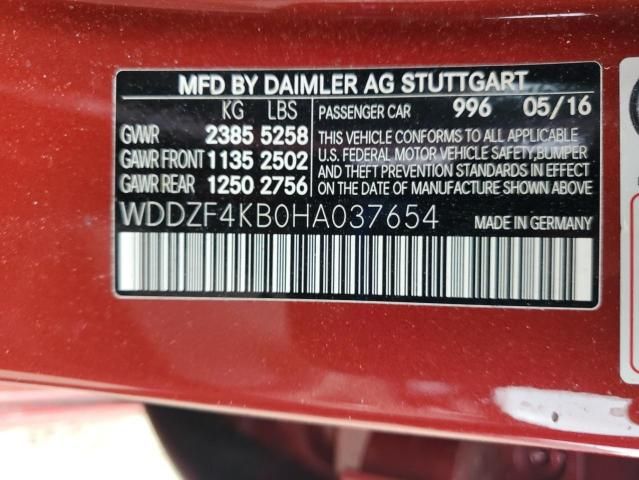 MFD BY DAIMLER AG STUTTGART
KG LBS PASSENGER CAR 996 05/16
GVWR 2385 5258 THIS VEHICLE CONFORMS TO ALL APPLICABLE
GAWR FRONT 1135 2502 U.S. FEDERAL MOTOR VEHICLE SAFETY,BUMPER
AND THEFT PREVENTION STANDARDS IN EFFECT
GAWR REAR 1250 2756 ON THE DATE OF MANUFACTURE SHOWN ABOVE.
WDDZF4KB0HA037654 MADE IN GERMANY